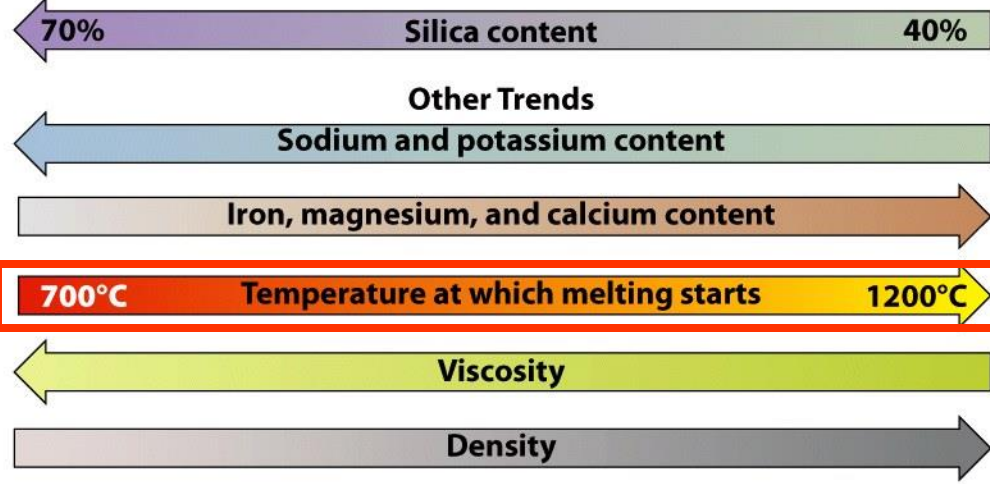 70% Silica content 40%
Other Trends
Sodium and potassium content
Iron, magnesium, and calcium content
700°C Temperature at which melting starts 1200°C
Viscosity
Density